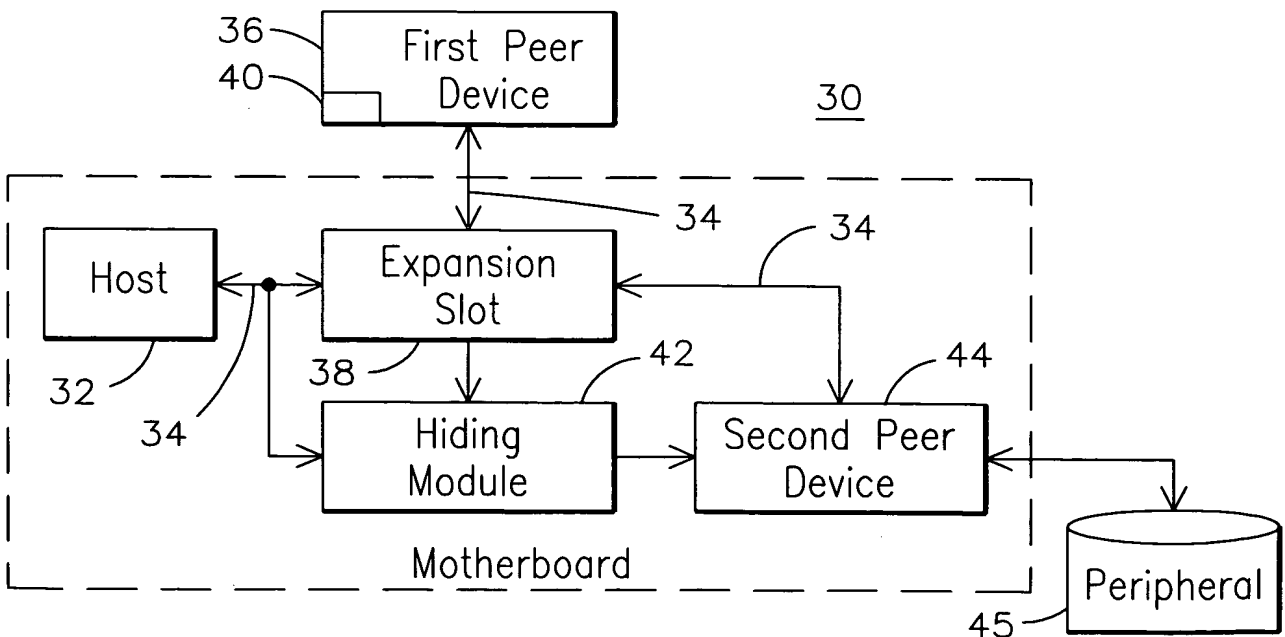 36
First Peer
Device
40
30
34
34
Host
Expansion
Slot
32
34
38
42
44
Hiding
Module
Second Peer
Device
Motherboard
Peripheral
45